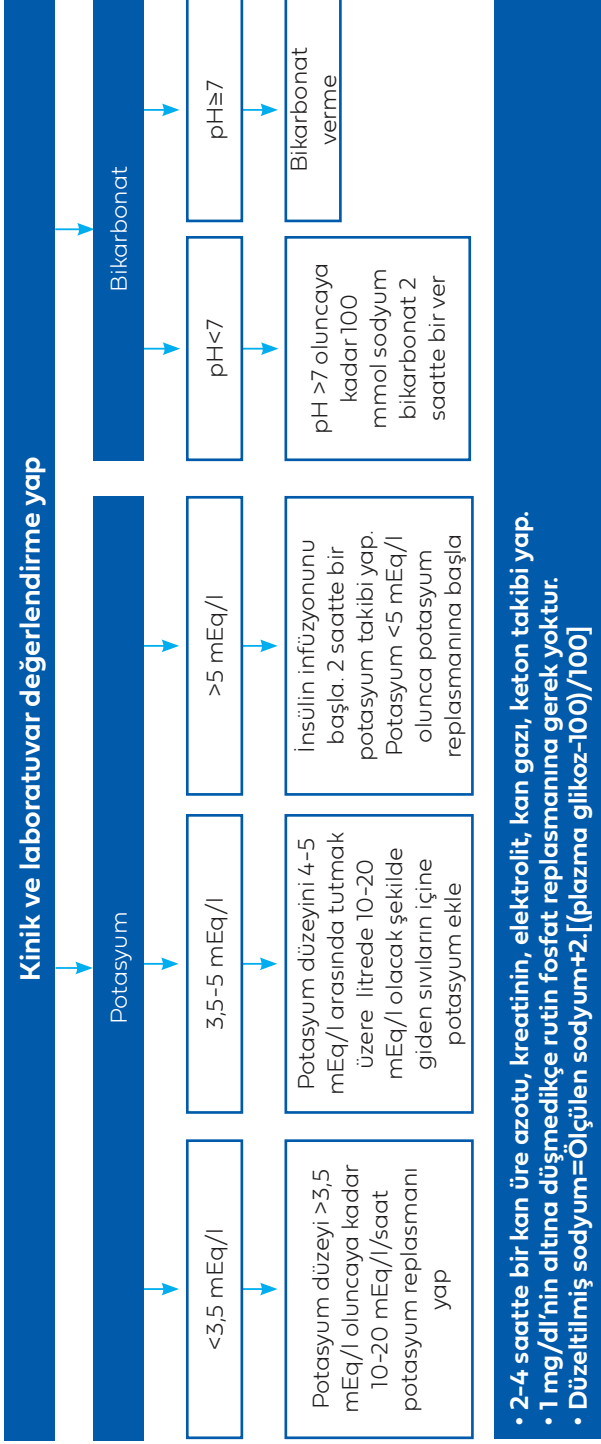 Kinik ve laboratuvar değerlendirme yap
Potasyum
<3,5 mEq/l
Potasyum düzeyi >3,5
mEq/l oluncaya kadar
10-20 mEq/l/saat
potasyum replasmanı
yap
3,5-5 mEq/l
Potasyum düzeyini 4-5
mEq/l arasında tutmak
üzere litrede 10-20
mEq/l olacak şekilde
giden sıvıların içine
potasyum ekle
>5 mEq/l
İnsülin infüzyonunu
başla. 2 saatte bir
potasyum takibi yap.
Potasyum <5 mEq/l
olunca potasyum
replasmanına başla
Bikarbonat
pH<7
pH >7 oluncaya
kadar 100
mmol sodyum
bikarbonat 2
saatte bir ver
pH≥7
Bikarbonat
verme
• 2-4 saatte bir kan üre azotu, kreatinin, elektrolit, kan gazı, keton takibi yap.
• 1 mg/dl'nin altına düşmedikçe rutin fosfat replasmanına gerek yoktur.
• Düzeltilmiş sodyum=Ölçülen sodyum+2.[(plazma glikoz-100)/100]